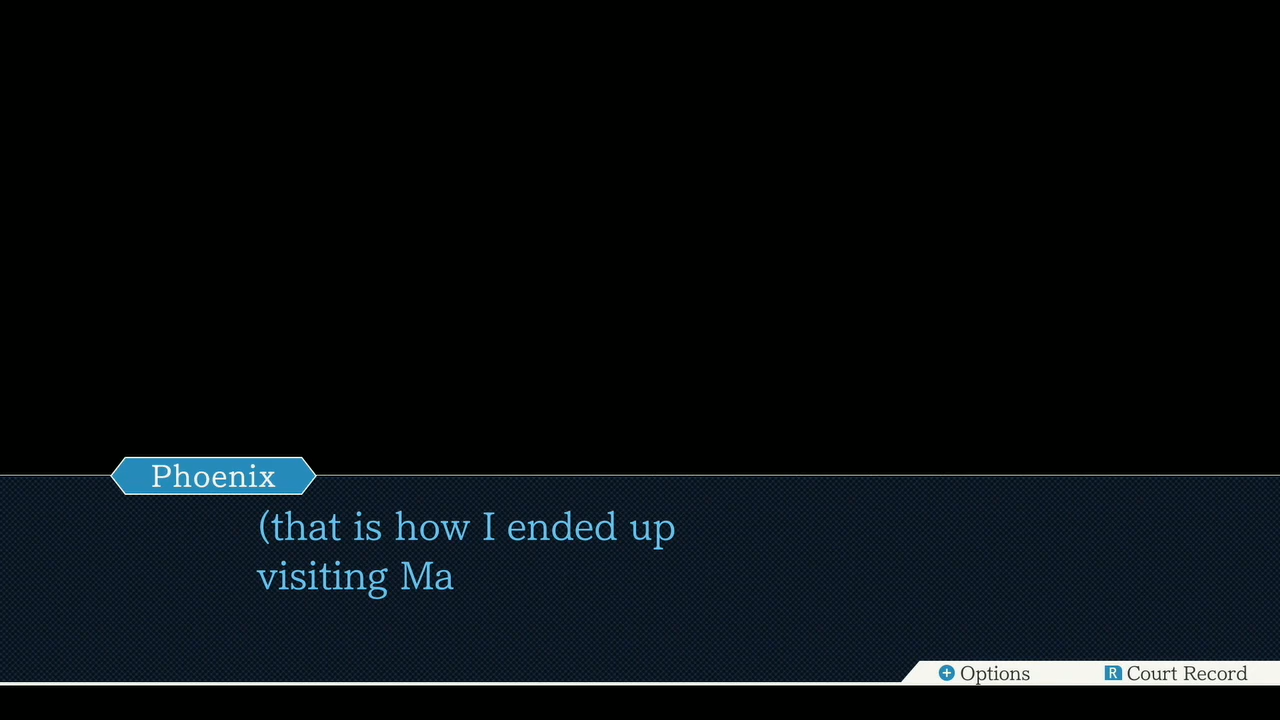 Phoenix
(that is how I ended up
visiting Ma
+ Options
R Court Record